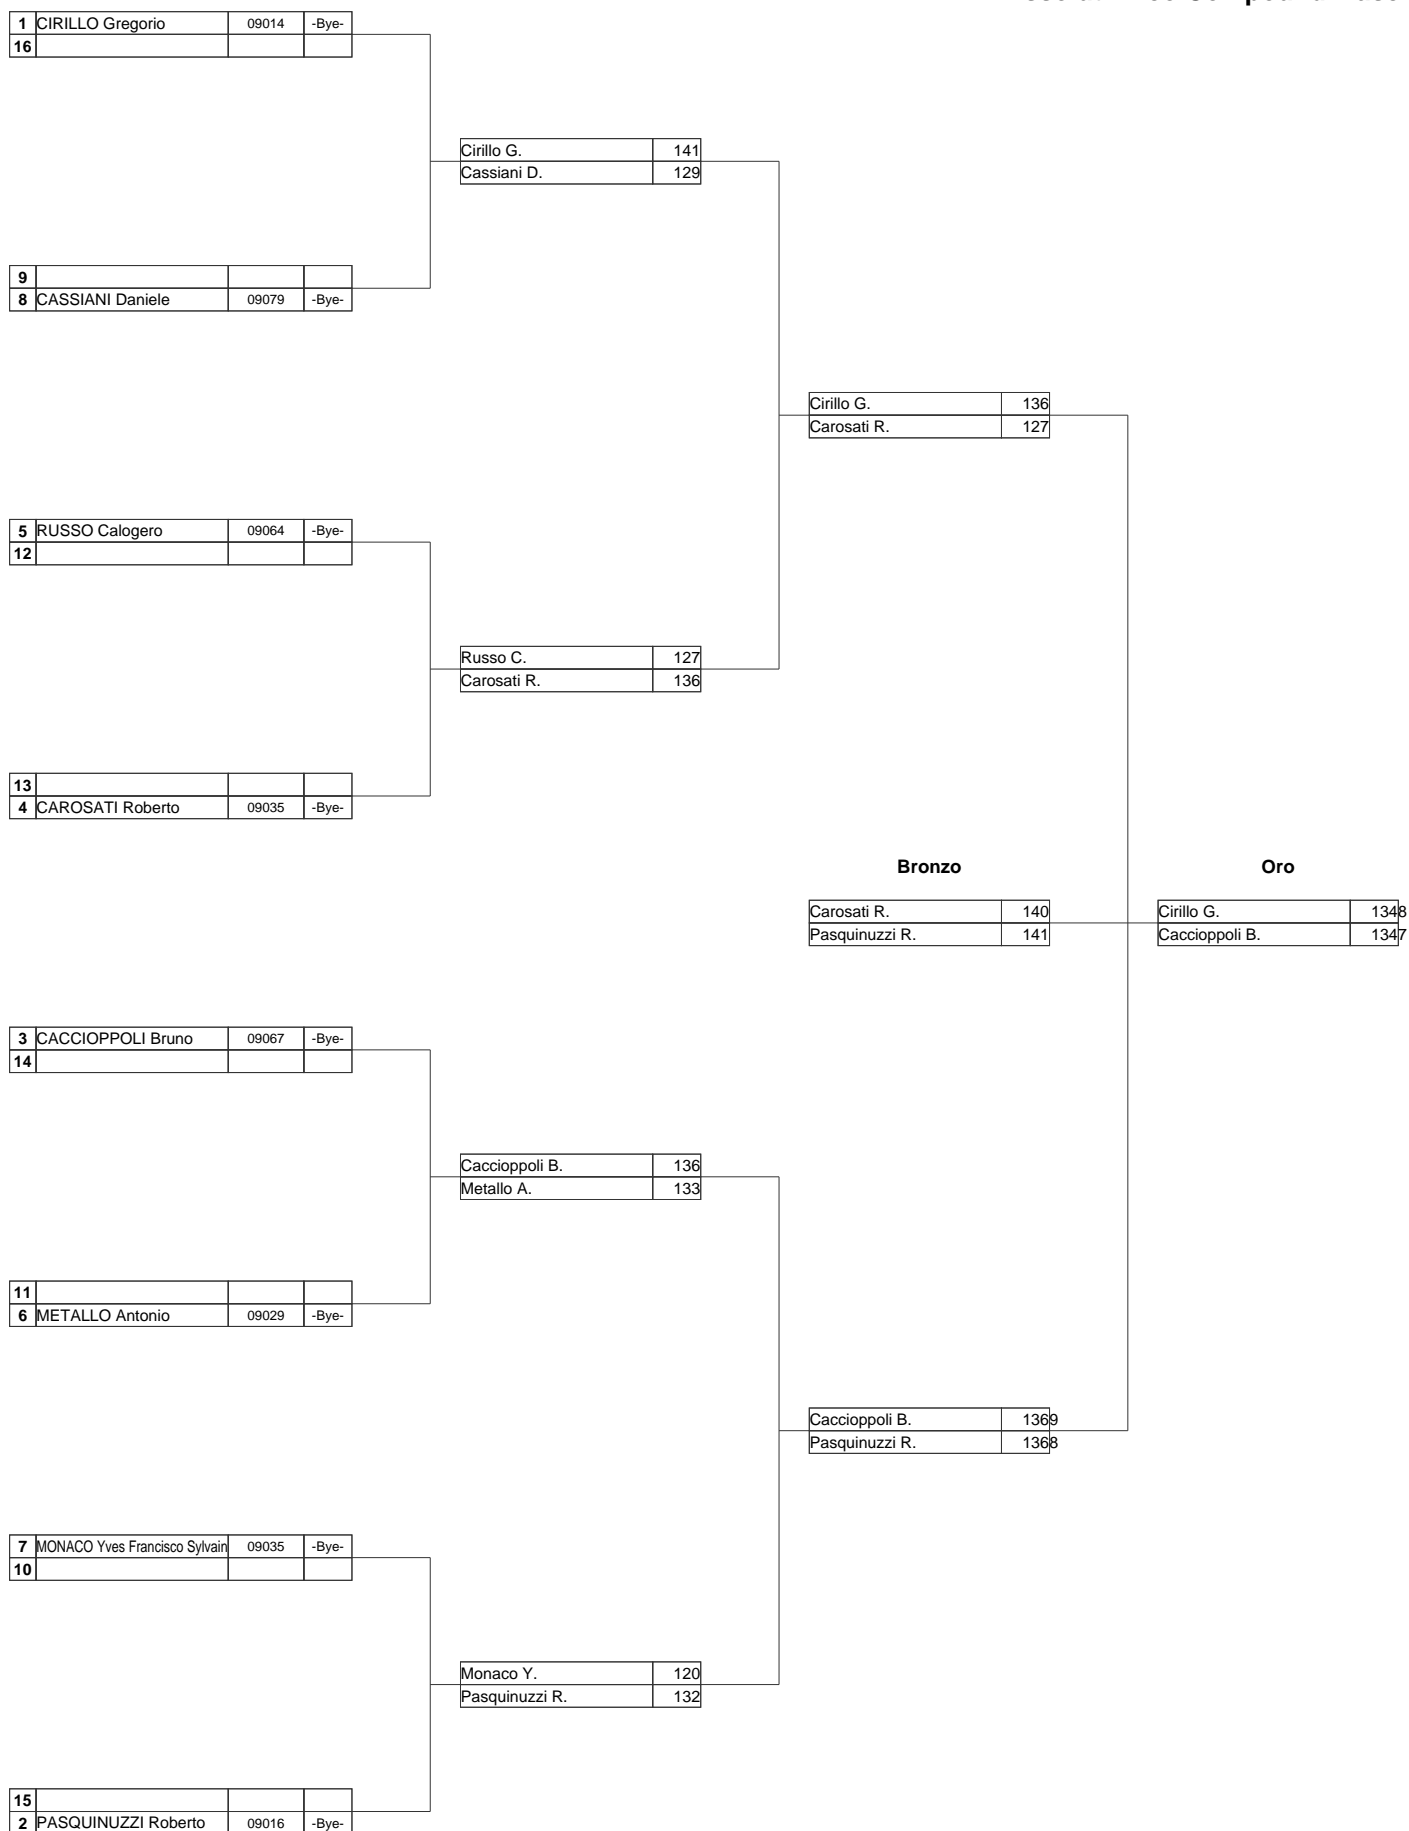 1 CIRILLO Gregorio 09014 -Bye-
16
Cirillo G. 141
Cassiani D. 129
9
8 CASSIANI Daniele 09079 -Bye-
Cirillo G. 136
Carosati R. 127
5 RUSSO Calogero 09064 -Bye-
12
Russo C. 127
Carosati R. 136
13
4 CAROSATI Roberto 09035 -Bye-
Bronzo Oro
Carosati R. 140 Cirillo G. 1348
Pasquinuzzi R. 141 Caccioppoli B. 1347
3 CACCIOPPOLI Bruno 09067 -Bye-
14
Caccioppoli B. 136
Metallo A. 133
11
6 METALLO Antonio 09029 -Bye-
Caccioppoli B. 1369
Pasquinuzzi R. 1368
7 MONACO Yves Francisco Sylvain 09035 -Bye-
10
Monaco Y. 120
Pasquinuzzi R. 132
15
2 PASQUINUZZI Roberto 09016 -Bye-